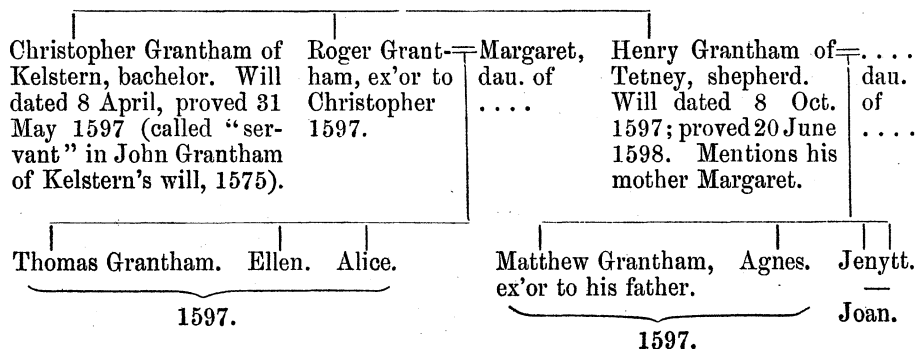 Christopher Grantham of
Kelstern, bachelor. Will
dated 8 April, proved 31
May 1597 (called "ser-
vant" in John Grantham
of Kelstern's will, 1575).
Roger Grant-
ham, ex'or to
Christopher
1597.
Margaret,
dau. of
. . . .
Henry Grantham of
Tetney, shepherd.
Will dated 8 Oct.
1597; proved 20 June
1598. Mentions his
mother Margaret.
. . . .
dau.
of
. . . .
Thomas Grantham. Ellen. Alice.
1597.
Matthew Grantham, Agnes. Jenytt.
ex'or to his father.
—
Joan.
1597.